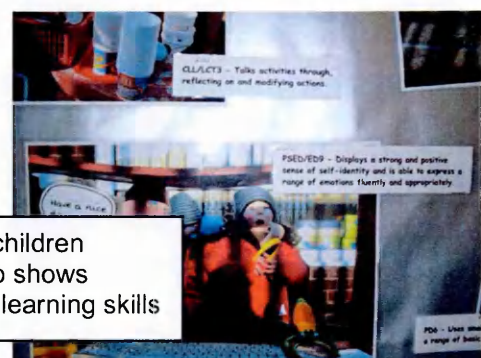 CLL/LCT3 - Talks activities through,
reflecting on and modifying actions.
PSED/ED9 - Displays a strong and positive
sense of self-identity and is able to express a
range of emotions fluently and appropriately.
Have a nice
children
shows
learning skills
PD6 - Uses
a range of basic